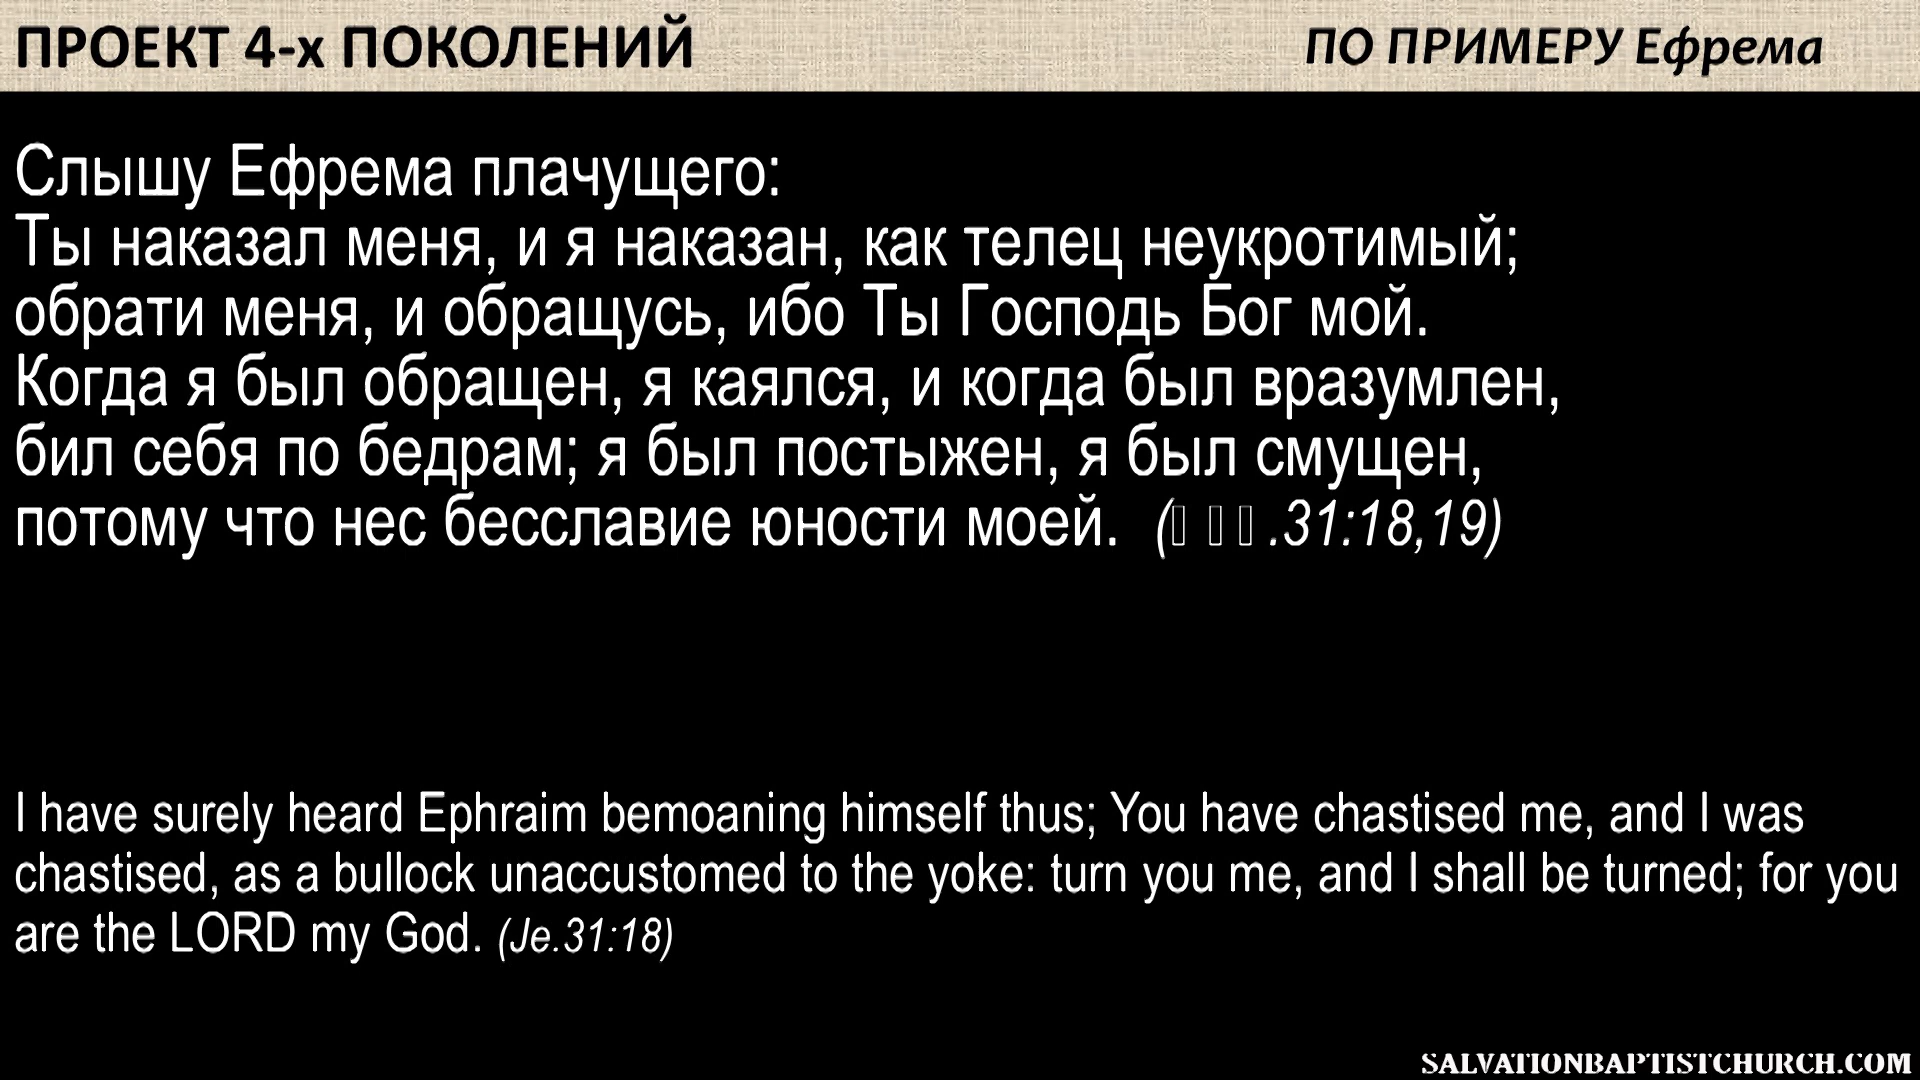 ПРОЕКТ 4-х ПОКОЛЕНИЙ
ПО ПРИМЕРУ Ефрема
Слышу Ефрема плачущего:
Ты наказал меня, и я наказан, как телец неукротимый;
обрати меня, и обращусь, ибо Ты Господь Бог мой.
Когда я был обращен, я каялся, и когда был вразумлен,
бил себя по бедрам; я был постыжен, я был смущен,
потому что нес бесславие юности моей. (.31:18,19)
I have surely heard Ephraim bemoaning himself thus; You have chastised me, and I was
chastised, as a bullock unaccustomed to the yoke: turn you me, and I shall be turned; for you
are the LORD my God. (Je.31:18)
SALVATIONBAPTISTCHURCH.COM